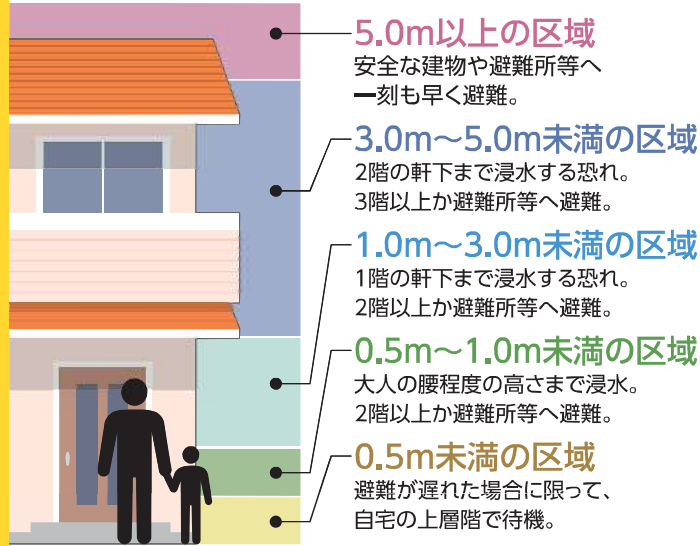 5.0m以上の区域
安全な建物や避難所等へ
一刻も早く避難。
3.0m～5.0m未満の区域
2階の軒下まで浸水する恐れ。
3階以上か避難所等へ避難。
1.0m～3.0m未満の区域
1階の軒下まで浸水する恐れ。
2階以上か避難所等へ避難。
0.5m～1.0m未満の区域
大人の腰程度の高さまで浸水。
2階以上か避難所等へ避難。
0.5m未満の区域
避難が遅れた場合に限って、
自宅の上層階で待機。